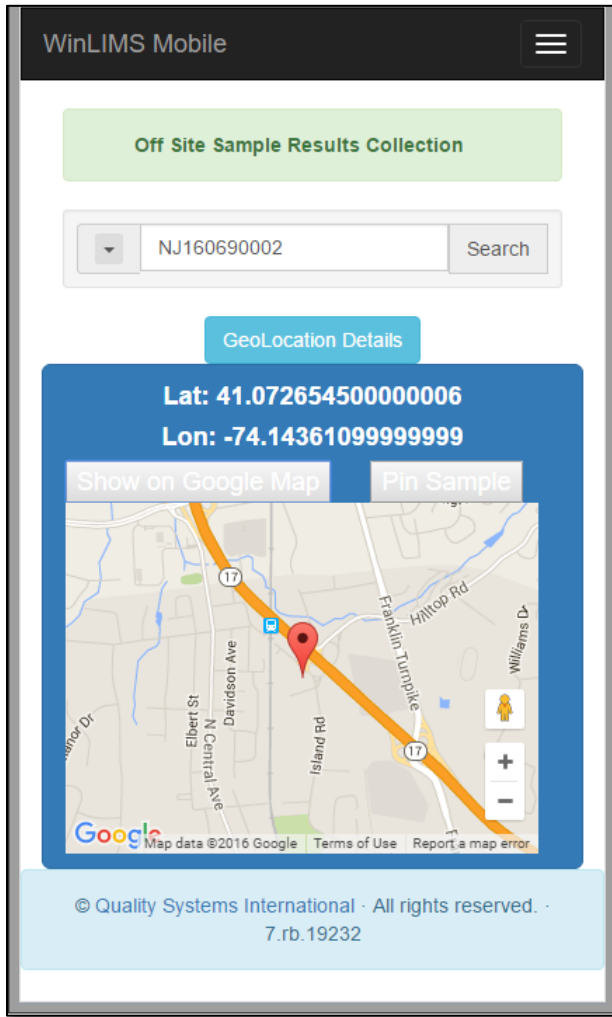 WinLIMS Mobile
Off Site Sample Results Collection
NJ160690002
Search
GeoLocation Details
Lat: 41.072654500000006
Lon: -74.14361099999999
Show on Google Map
Pin Sample
17
Hilltop Rd
Franklin Turnpike
Williams Dr
Davidson Ave
Elbert St
N Central Ave
Island Rd
17
+
−
Google
Map data ©2016 Google
Terms of Use
Report a map error
© Quality Systems International · All rights reserved. ·
7.rb.19232